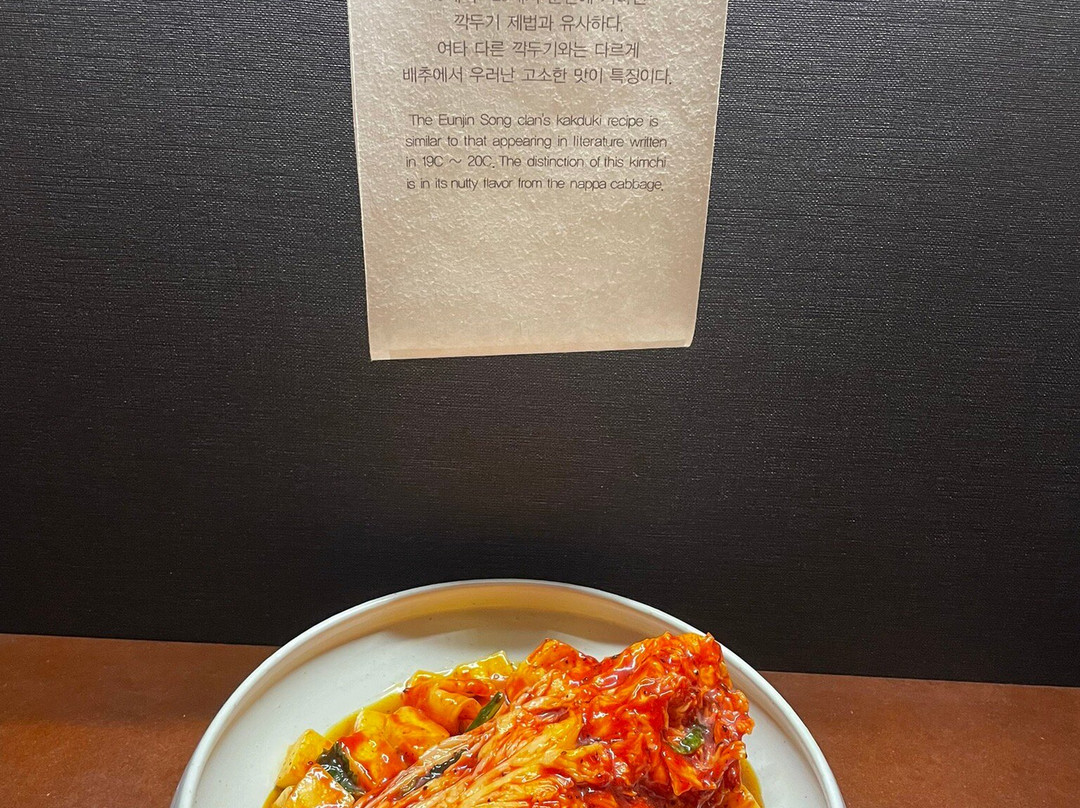 깍두기 제법과 유사하다.
여타 다른 깍두기와는 다르게
배추에서 우러난 고소한 맛이 특징이다.
The Eunjin Song clan's kakduki recipe is
similar to that appearing in literature written
in 19C ~ 20C. The distinction of this kimchi
is in its nutty flavor from the nappa cabbage.